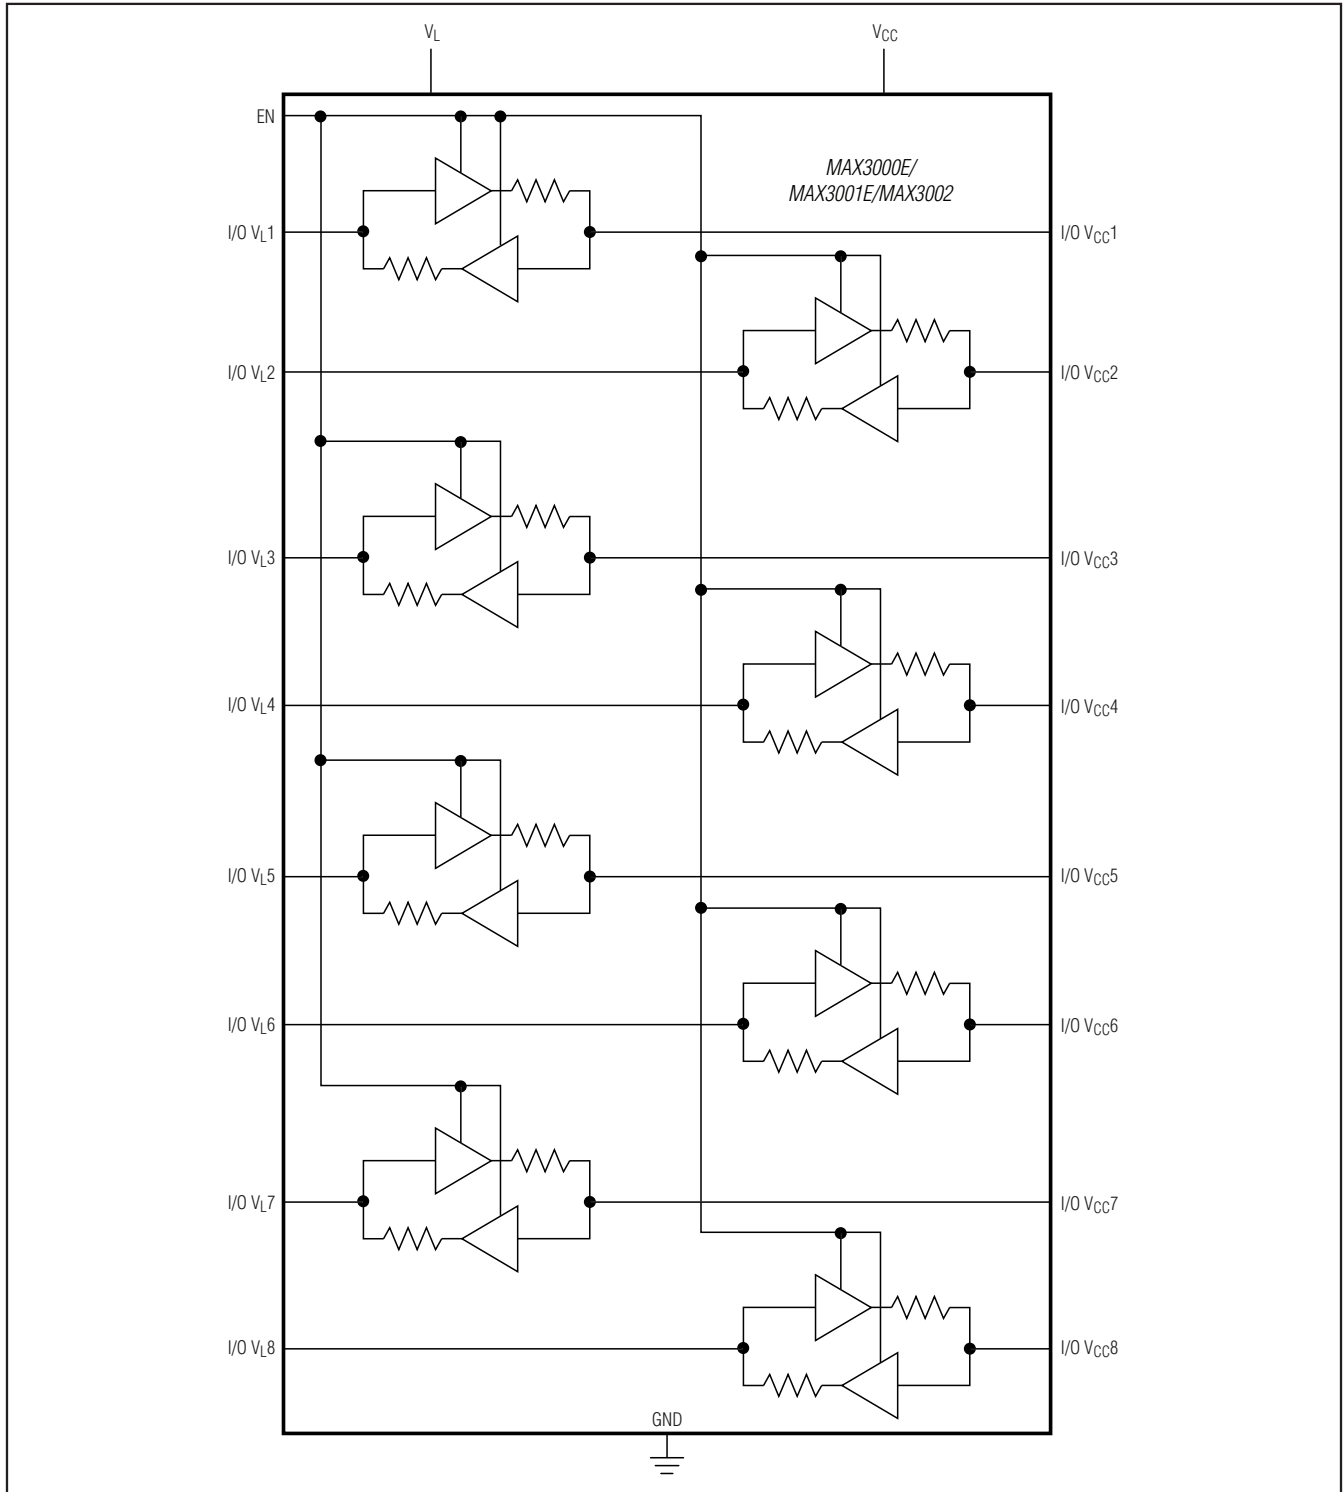 VL VCC
EN
MAX3000E/
MAX3001E/MAX3002
I/O VL1 I/O VCC1
I/O VL2 I/O VCC2
I/O VL3 I/O VCC3
I/O VL4 I/O VCC4
I/O VL5 I/O VCC5
I/O VL6 I/O VCC6
I/O VL7 I/O VCC7
I/O VL8 I/O VCC8
GND